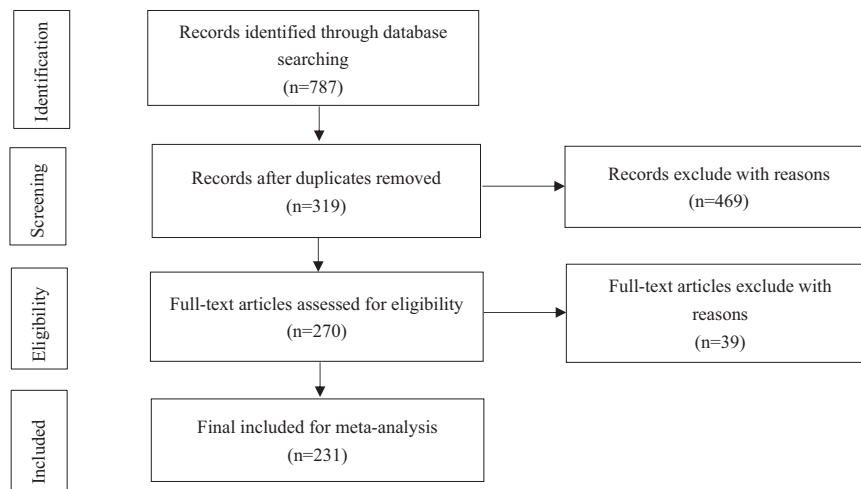 Identification
Records identified through database
searching
(n=787)
Screening
Records after duplicates removed
(n=319)
Records exclude with reasons
(n=469)
Eligibility
Full-text articles assessed for eligibility
(n=270)
Full-text articles exclude with
reasons
(n=39)
Included
Final included for meta-analysis
(n=231)